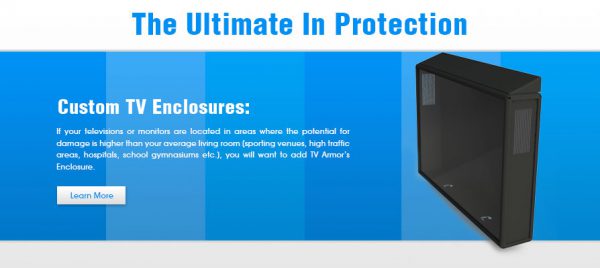 The Ultimate In Protection
Custom TV Enclosures:
If your televisions or monitors are located in areas where the potential for
damage is higher than your average living room (sporting venues, high traffic
areas, hospitals, school gymnasiums etc.), you will want to add TV Armor's
Enclosure.
Learn More